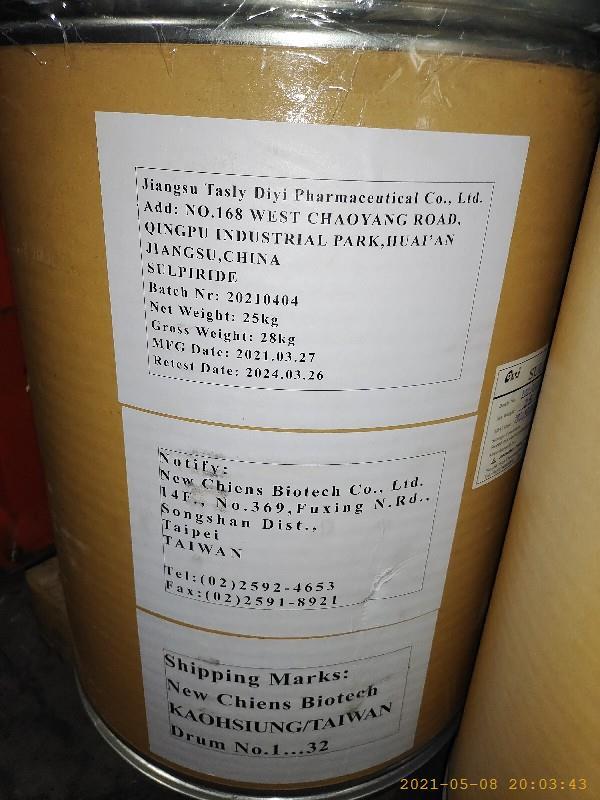 Jiangsu Tasly Diyi Pharmaceutical Co., Ltd.
Add: NO.168 WEST CHAOYANG ROAD,
QINGPU INDUSTRIAL PARK,HUAI'AN
JIANGSU,CHINA
SULPIRIDE
Batch Nr: 20210404
Net Weight: 25kg
Gross Weight: 28kg
MFG Date: 2021.03.27
Retest Date: 2024.03.26
Notify:
New Chiens Biotech Co., Ltd.
14F., No.369,Fuxing N.Rd.,
Songshan Dist.,
Taipei
TAIWAN
Tel:(02)2592-4653
Fax:(02)2591-8921
Shipping Marks:
New Chiens Biotech
KAOHSIUNG/TAIWAN
Drum No.1...32
2021-05-08 20:03:43